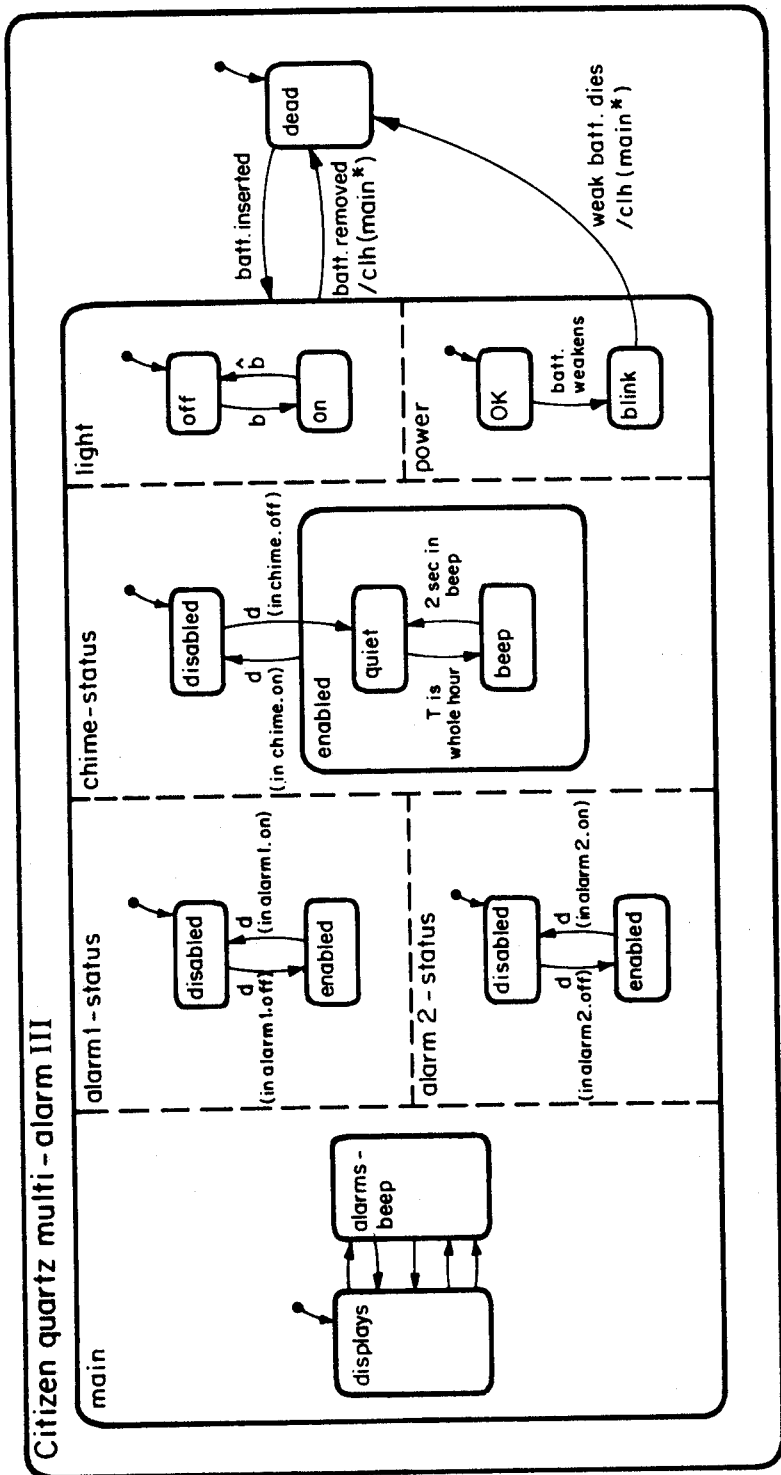 Citizen quartz multi-alarm III
main
displays
alarms-
beep
alarm1-status
disabled
d
(in alarm1.off)
d
(in alarm1.on)
enabled
alarm 2-status
disabled
d
(in alarm2.off)
d
(in alarm2.on)
enabled
chime-status
disabled
d
(in chime.on)
d
(in chime.off)
enabled
quiet
T is
whole hour
2 sec in
beep
beep
light
off
b
b̂
on
power
OK
batt.
weakens
blink
batt. inserted
batt. removed
/clh (main*)
dead
weak batt. dies
/clh (main*)